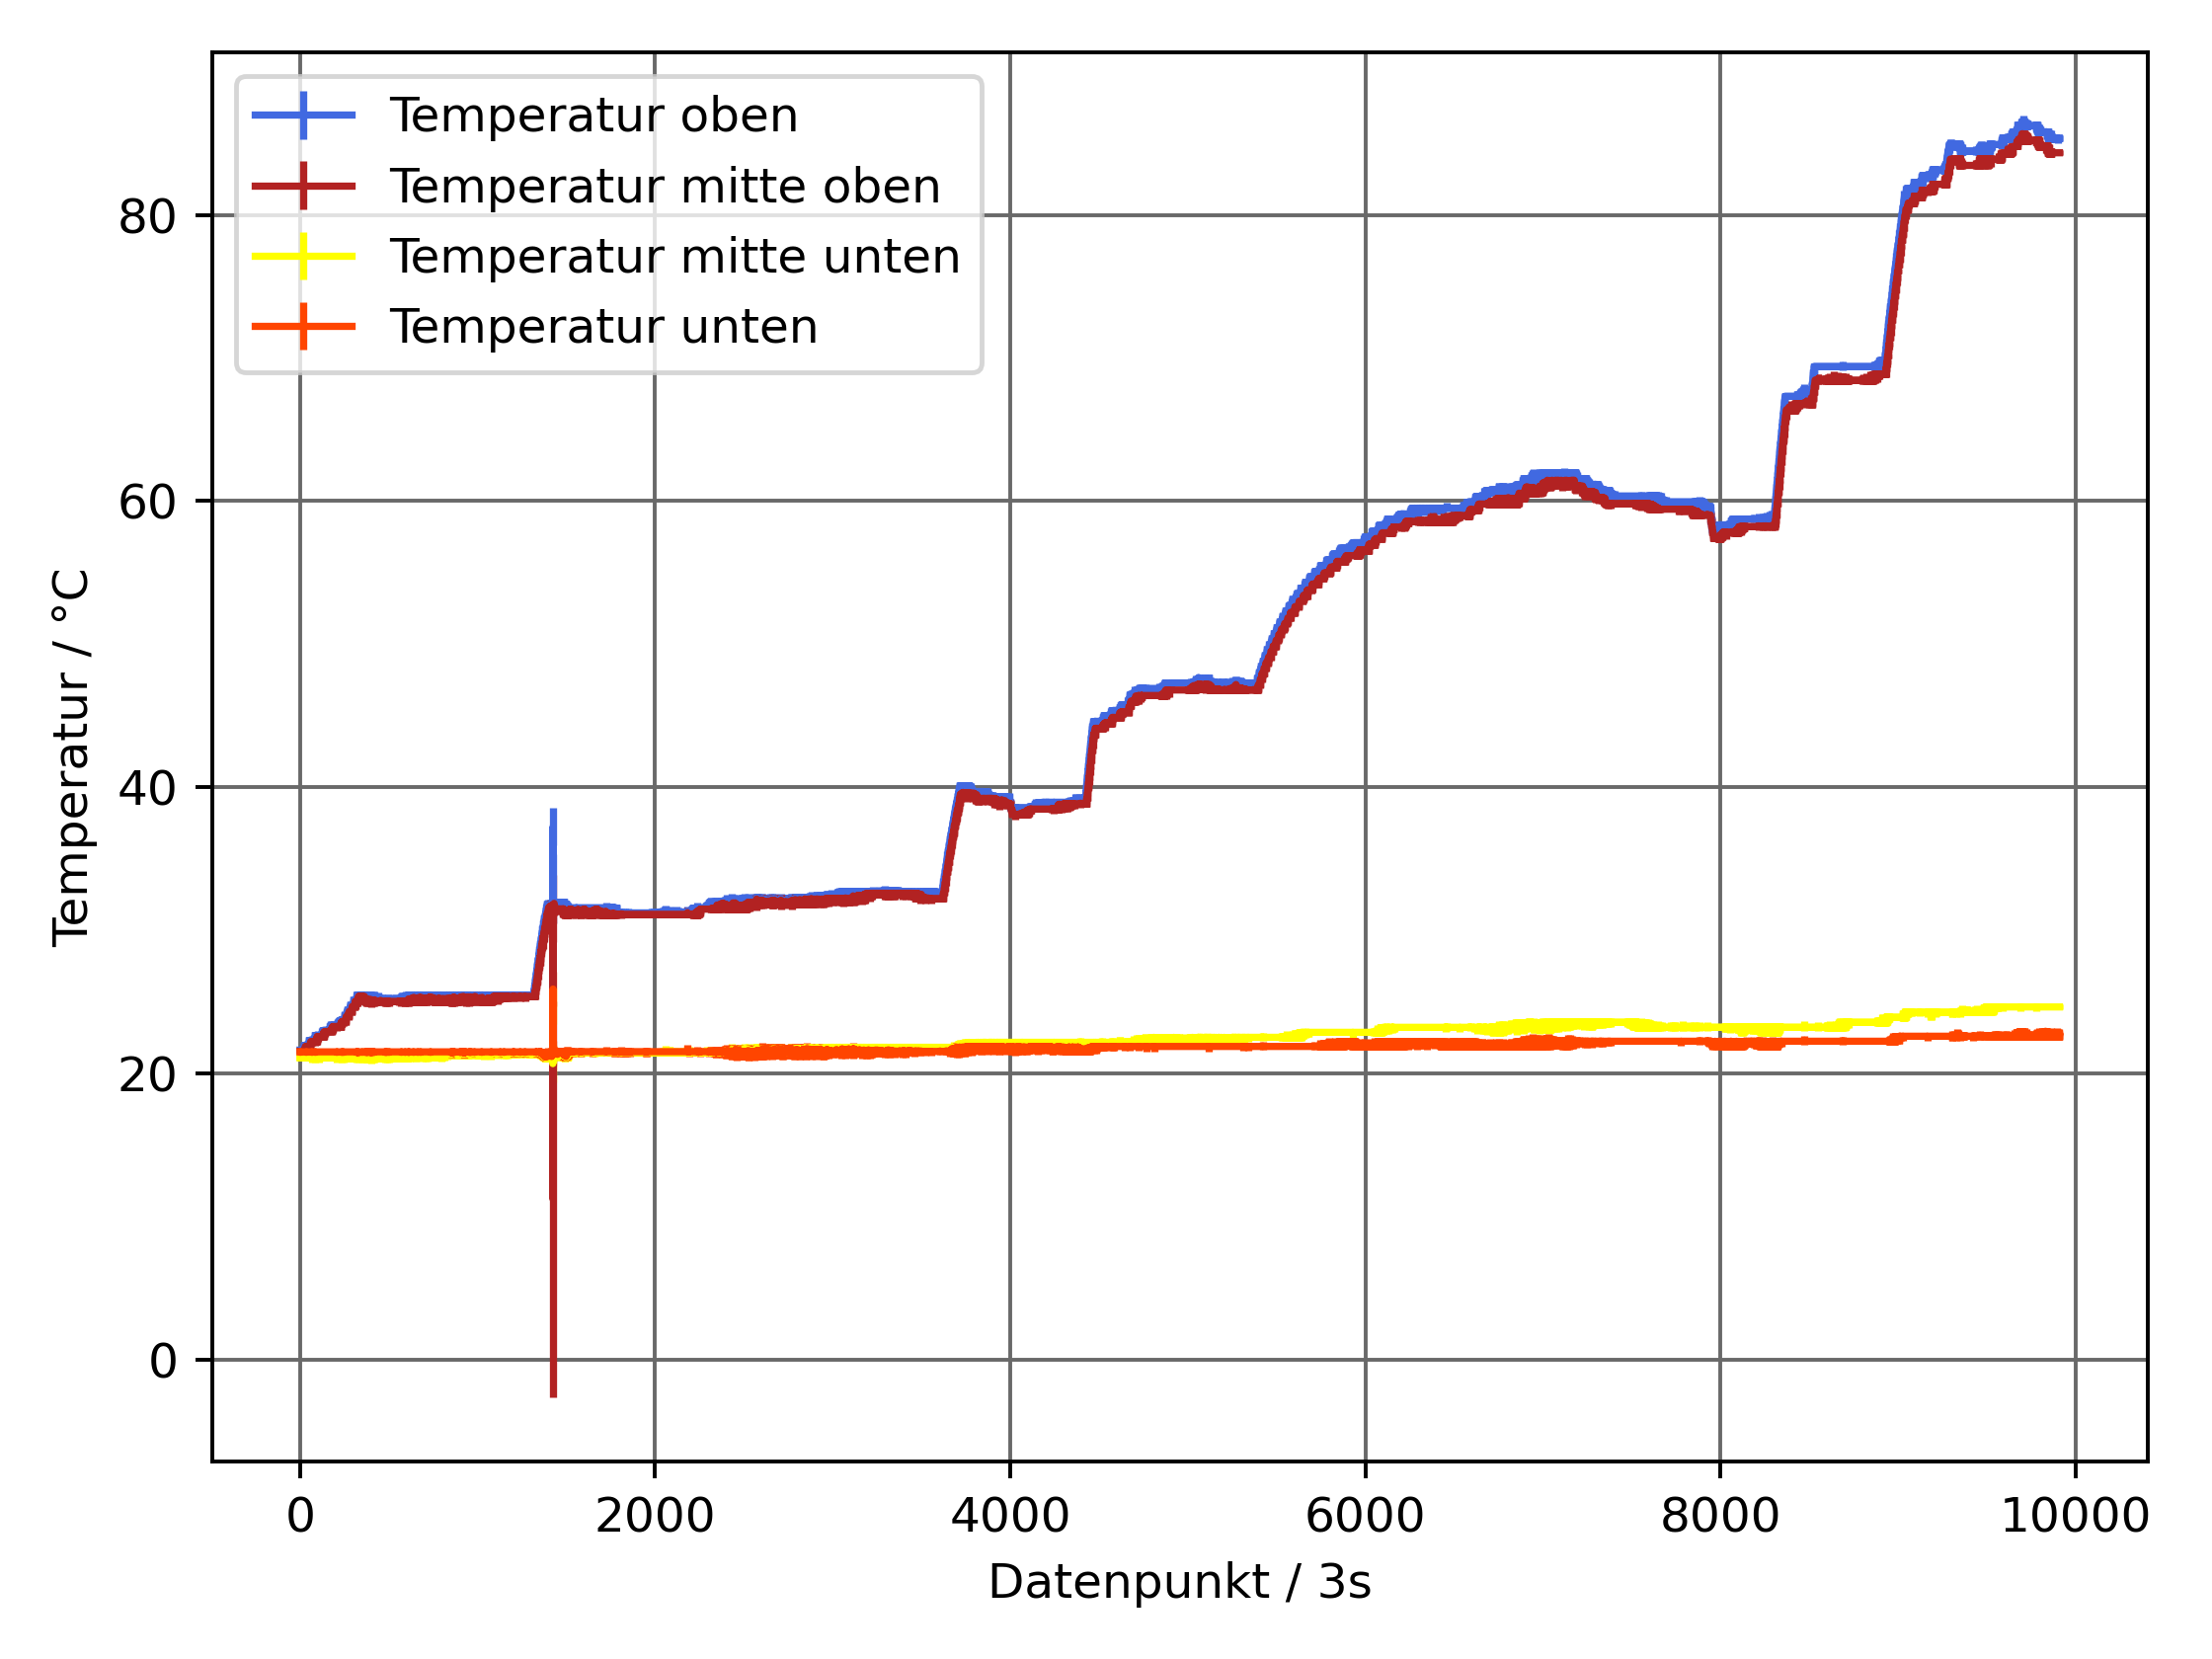 Temperatur oben
Temperatur mitte oben
Temperatur mitte unten
Temperatur unten
80
60
40
20
0
Temperatur / °C
0 2000 4000 6000 8000 10000
Datenpunkt / 3s